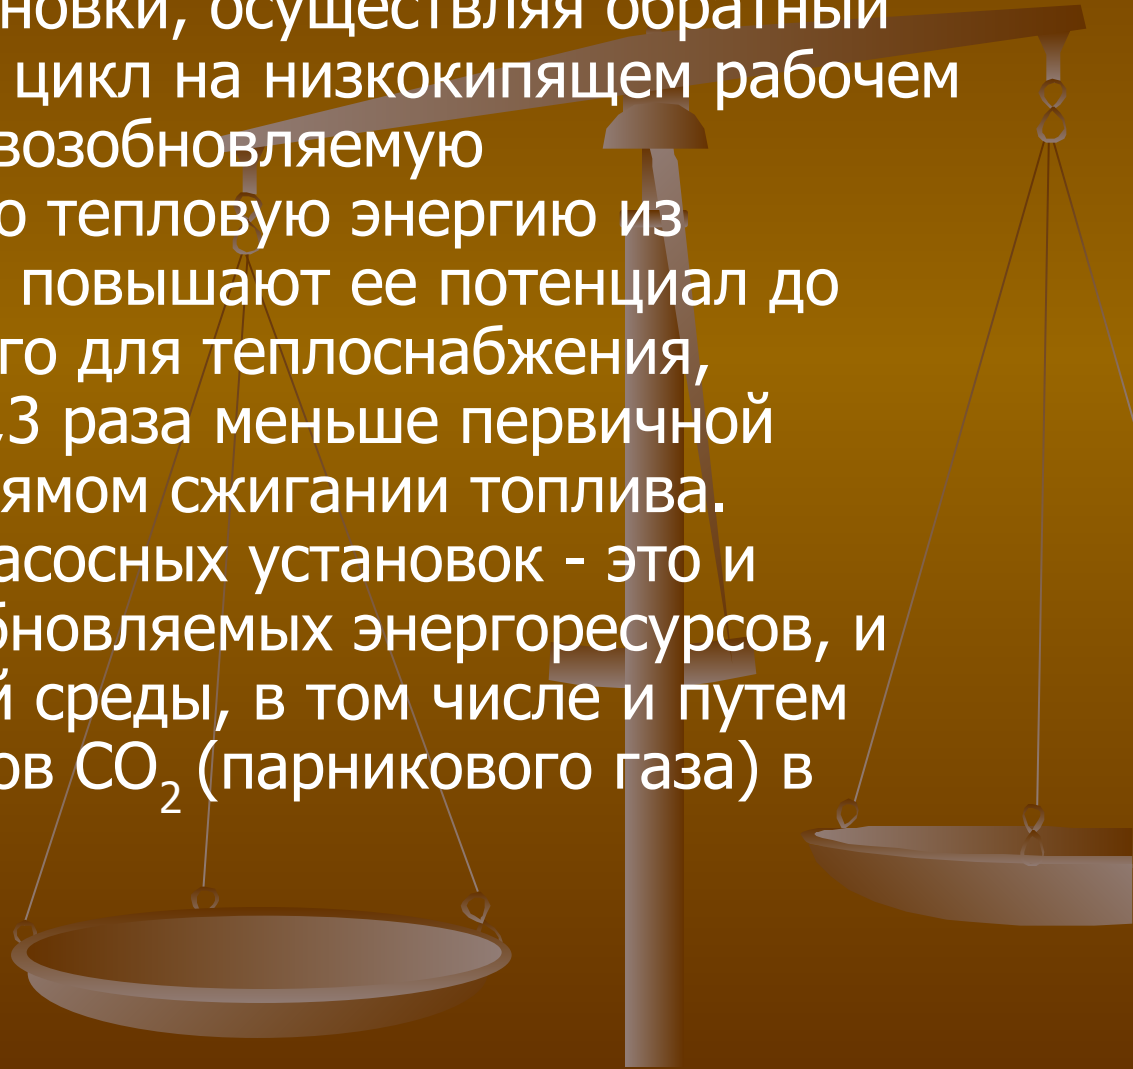 новки, осуществляя обратный
цикл на низкокипящем рабочем
возобновляемую
о тепловую энергию из
повышают ее потенциал до
го для теплоснабжения,
,3 раза меньше первичной
ямом сжигании топлива.
асосных установок - это и
бновляемых энергоресурсов, и
й среды, в том числе и путем
ов CO₂ (парникового газа) в